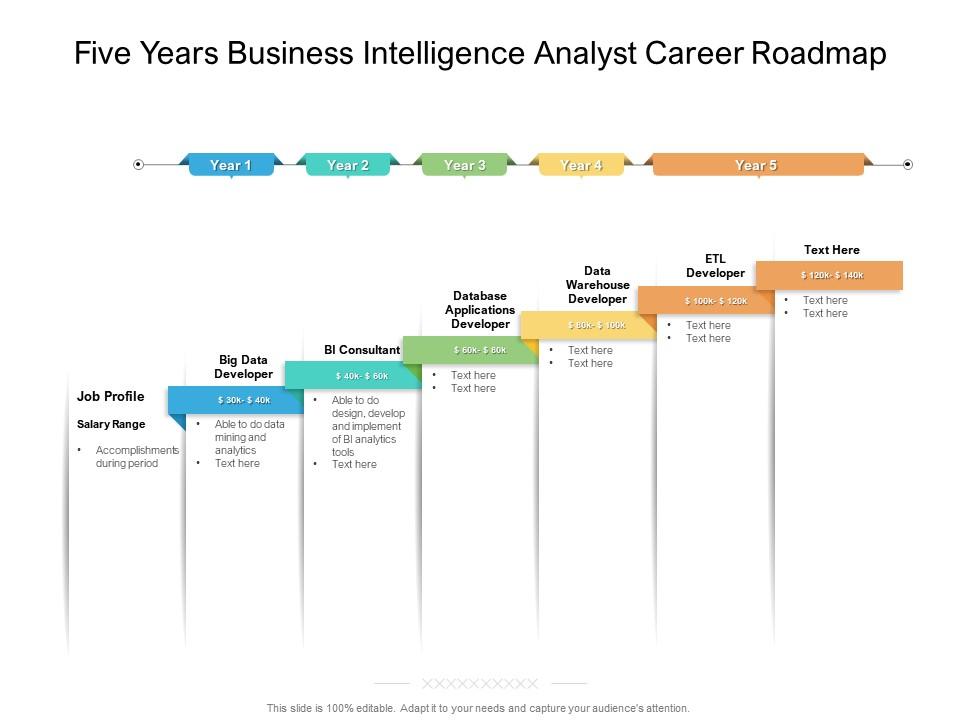 Five Years Business Intelligence Analyst Career Roadmap
Year 1
Year 2
Year 3
Year 4
Year 5
Job Profile
Salary Range
• Accomplishments
during period
Big Data
Developer
$ 30k- $ 40k
• Able to do data
mining and
analytics
• Text here
BI Consultant
$ 40k- $ 60k
• Able to do
design, develop
and implement
of BI analytics
tools
• Text here
Database
Applications
Developer
$ 60k- $ 80k
• Text here
• Text here
Data
Warehouse
Developer
$ 80k- $ 100k
• Text here
• Text here
ETL
Developer
$ 100k- $ 120k
• Text here
• Text here
Text Here
$ 120k- $ 140k
• Text here
• Text here
This slide is 100% editable. Adapt it to your needs and capture your audience's attention.